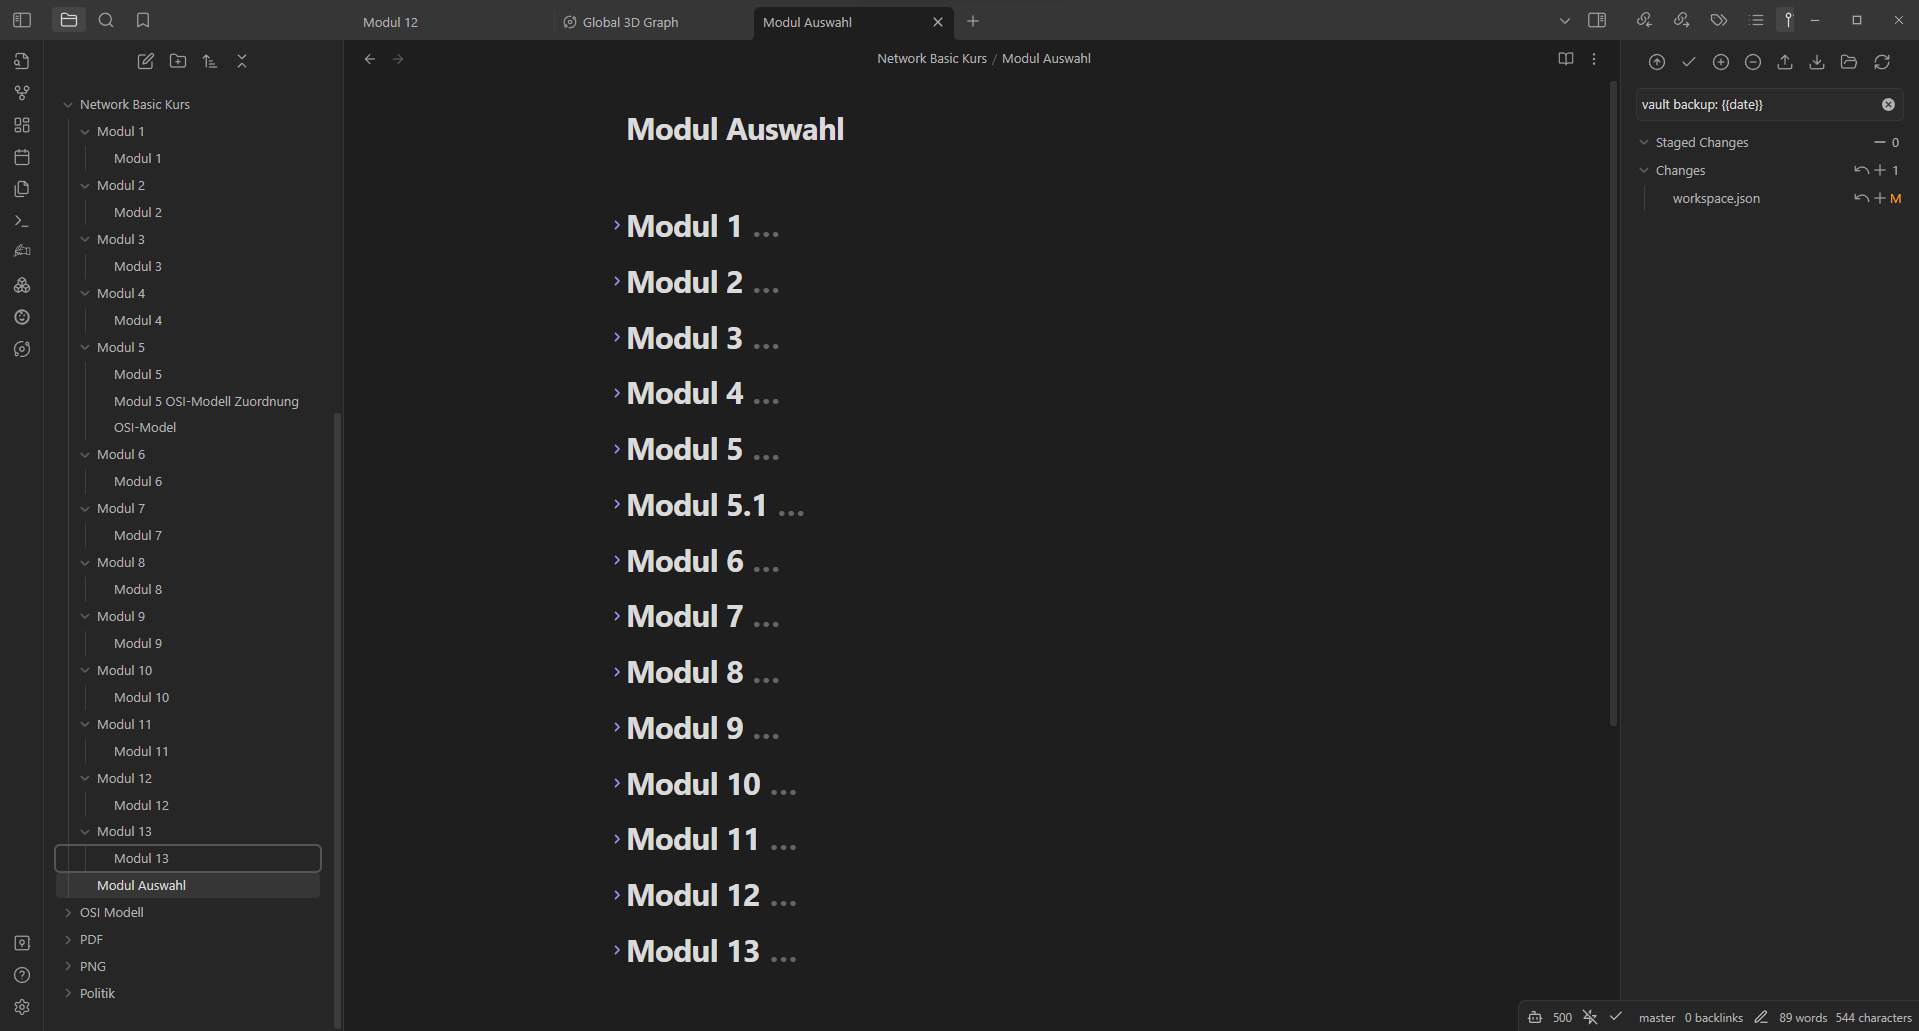 Modul 12
Global 3D Graph
Modul Auswahl
Network Basic Kurs
Modul 1
Modul 1
Modul 2
Modul 2
Modul 3
Modul 3
Modul 4
Modul 4
Modul 5
Modul 5
Modul 5 OSI-Modell Zuordnung
OSI-Model
Modul 6
Modul 6
Modul 7
Modul 7
Modul 8
Modul 8
Modul 9
Modul 9
Modul 10
Modul 10
Modul 11
Modul 11
Modul 12
Modul 12
Modul 13
Modul 13
Modul Auswahl
OSI Modell
PDF
PNG
Politik
Network Basic Kurs / Modul Auswahl
Modul Auswahl
Modul 1 ...
Modul 2 ...
Modul 3 ...
Modul 4 ...
Modul 5 ...
Modul 5.1 ...
Modul 6 ...
Modul 7 ...
Modul 8 ...
Modul 9 ...
Modul 10 ...
Modul 11 ...
Modul 12 ...
Modul 13 ...
vault backup: {{date}}
Staged Changes 0
Changes 1
workspace.json M
500 master 0 backlinks 89 words 544 characters